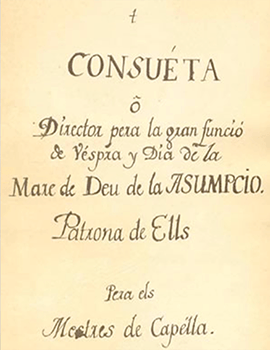 †
CONSUÉTA
ô
Director pera la gran funció
de Véspra y Dia de la
Mare de Deu de la ASUMPCIO.
Patrona de Ells
Pera els
Mestres de Capélla.